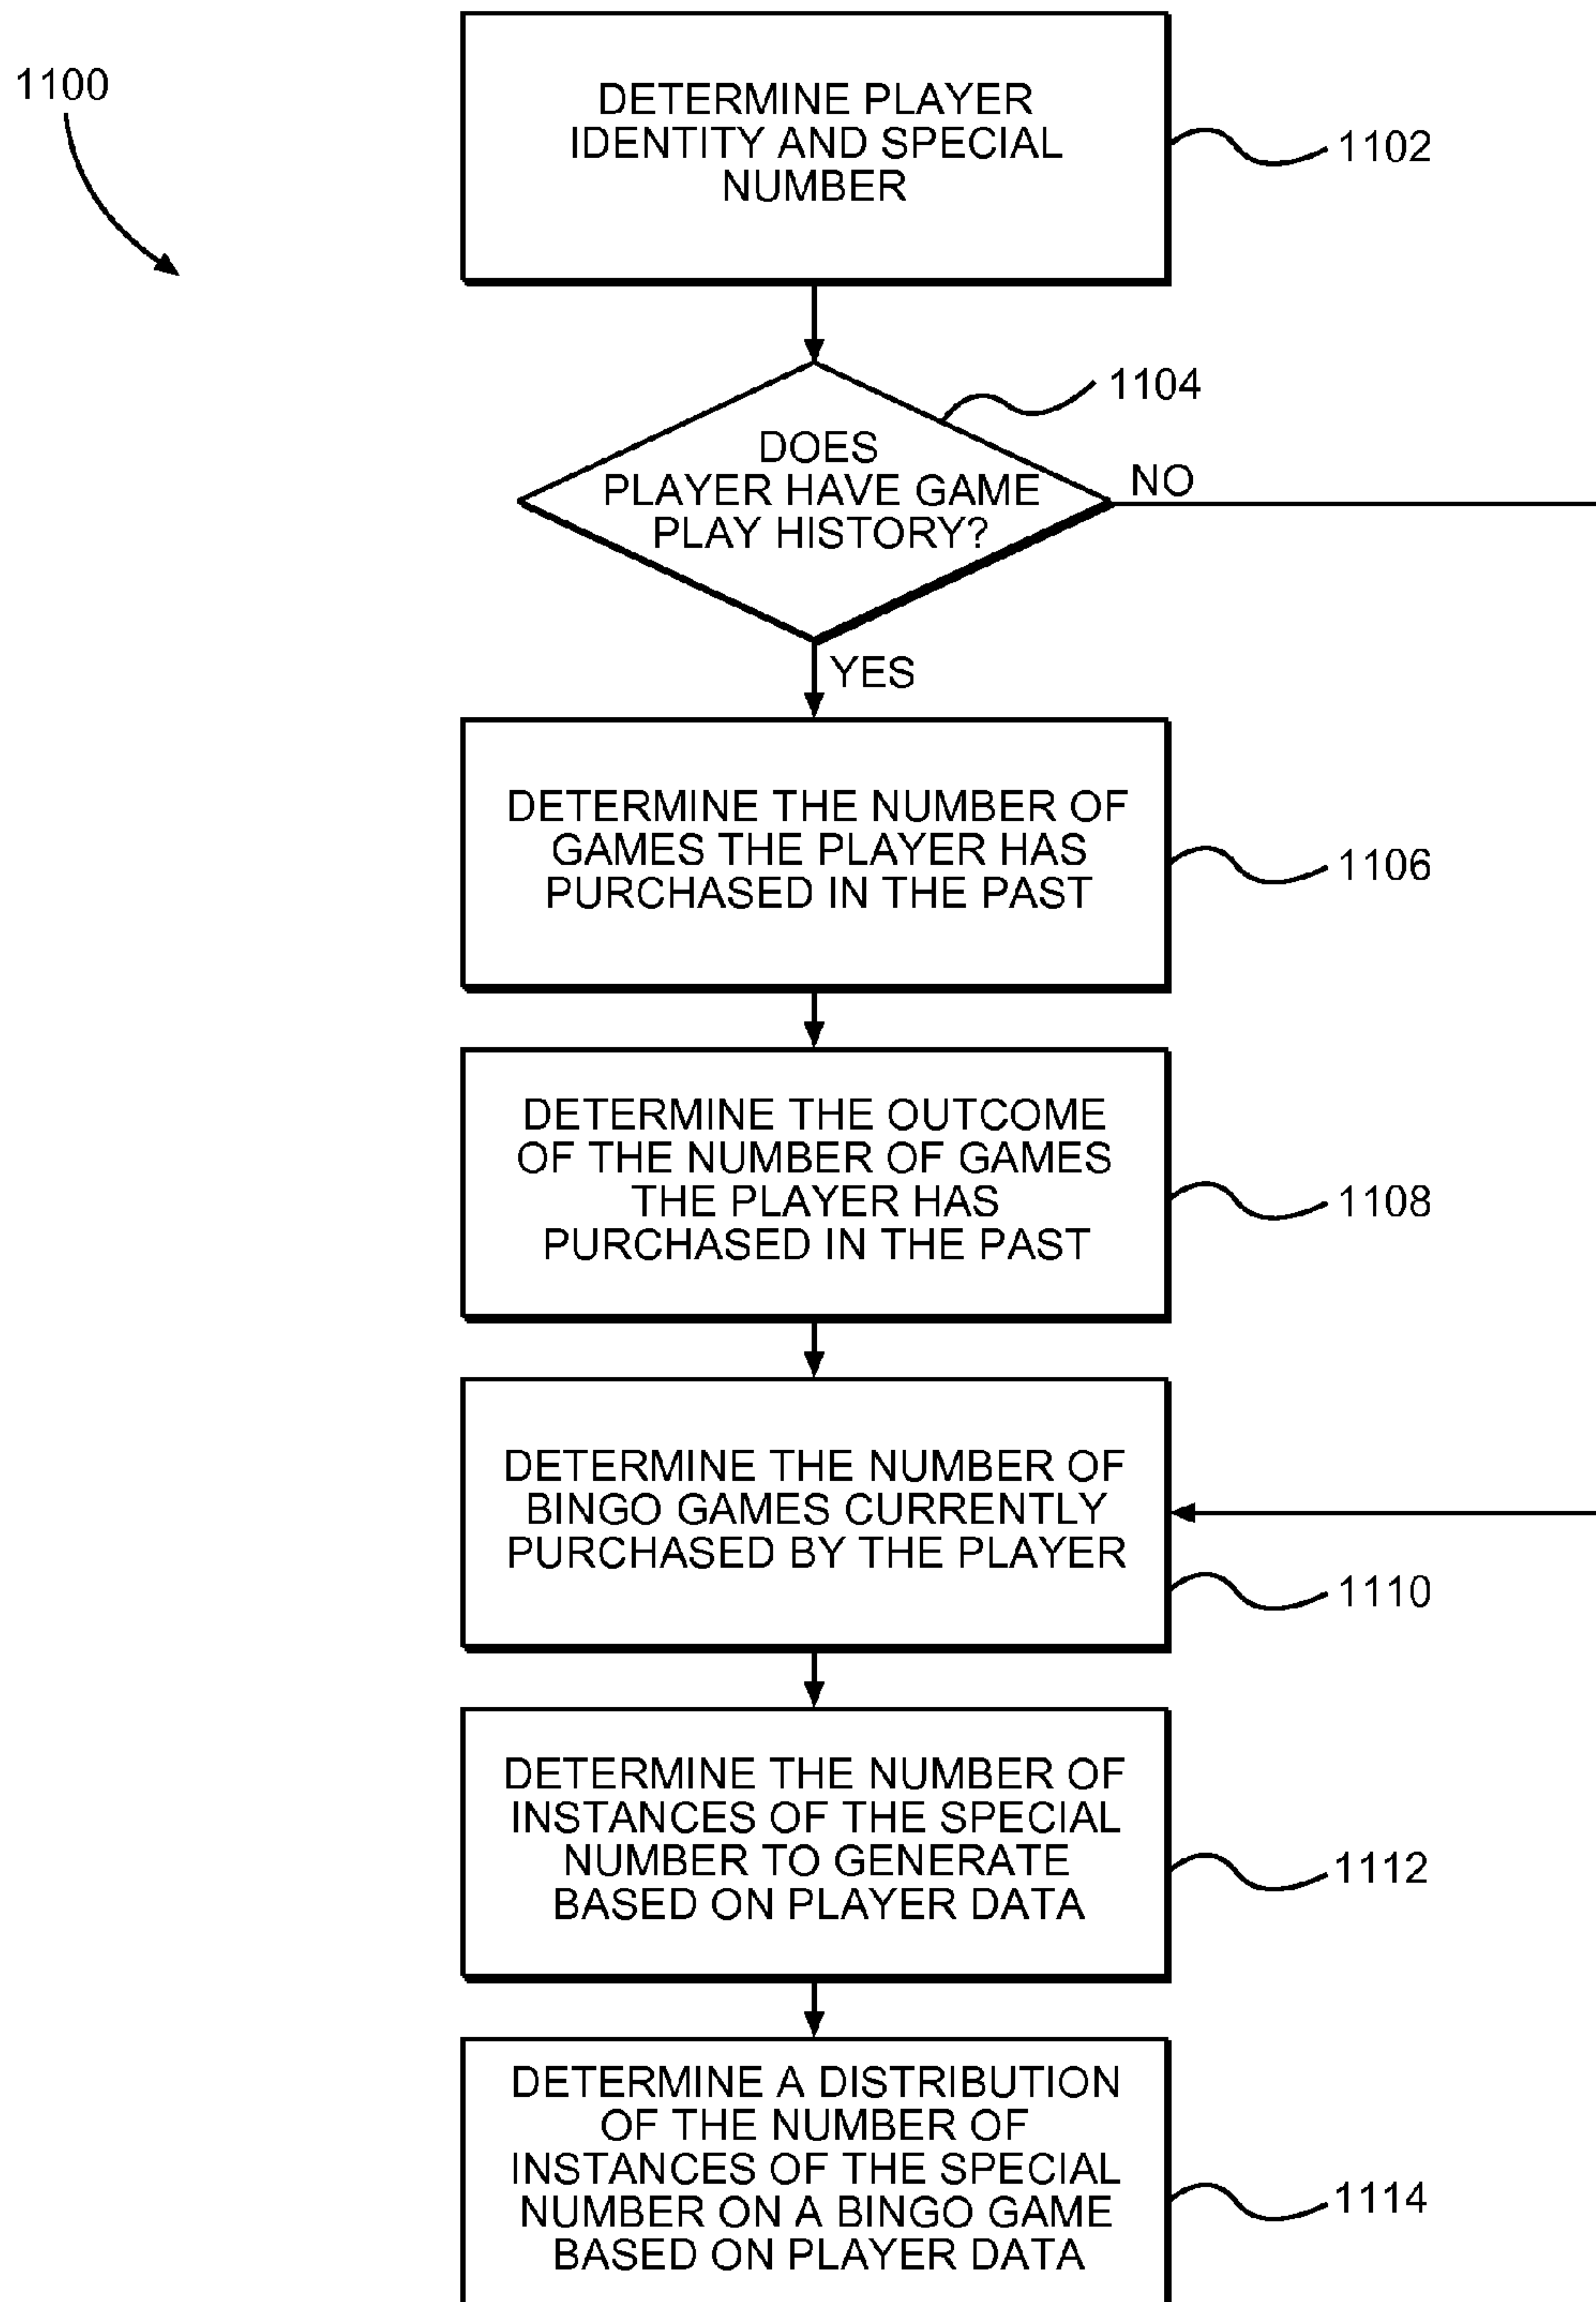 1100
DETERMINE PLAYER
IDENTITY AND SPECIAL
NUMBER
1102
1104
DOES
PLAYER HAVE GAME
PLAY HISTORY?
NO
YES
DETERMINE THE NUMBER OF
GAMES THE PLAYER HAS
PURCHASED IN THE PAST
1106
DETERMINE THE OUTCOME
OF THE NUMBER OF GAMES
THE PLAYER HAS
PURCHASED IN THE PAST
1108
DETERMINE THE NUMBER OF
BINGO GAMES CURRENTLY
PURCHASED BY THE PLAYER
1110
DETERMINE THE NUMBER OF
INSTANCES OF THE SPECIAL
NUMBER TO GENERATE
BASED ON PLAYER DATA
1112
DETERMINE A DISTRIBUTION
OF THE NUMBER OF
INSTANCES OF THE SPECIAL
NUMBER ON A BINGO GAME
BASED ON PLAYER DATA
1114